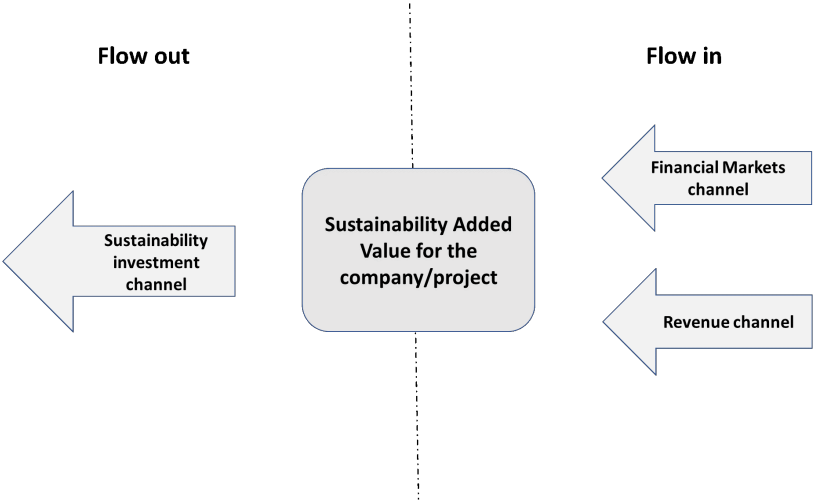 Flow out
Flow in
Financial Markets
channel
Sustainability Added
Value for the
company/project
Sustainability
investment
channel
Revenue channel